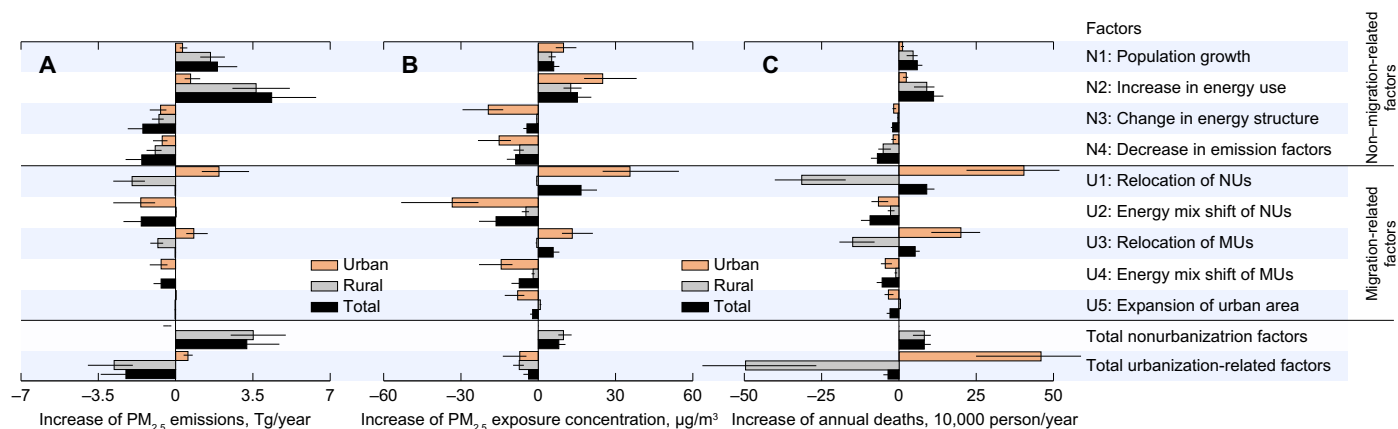 A
B
C
Factors
N1: Population growth
N2: Increase in energy use
N3: Change in energy structure
N4: Decrease in emission factors
U1: Relocation of NUs
U2: Energy mix shift of NUs
U3: Relocation of MUs
U4: Energy mix shift of MUs
U5: Expansion of urban area
Total nonurbanizatrion factors
Total urbanization-related factors
Non–migration-related
factors
Migration-related
factors
Urban
Rural
Total
Urban
Rural
Total
–7 –3.5 0 3.5 7
Increase of PM2.5 emissions, Tg/year
–60 –30 0 30 60
Increase of PM2.5 exposure concentration, µg/m³
–50 –25 0 25 50
Increase of annual deaths, 10,000 person/year